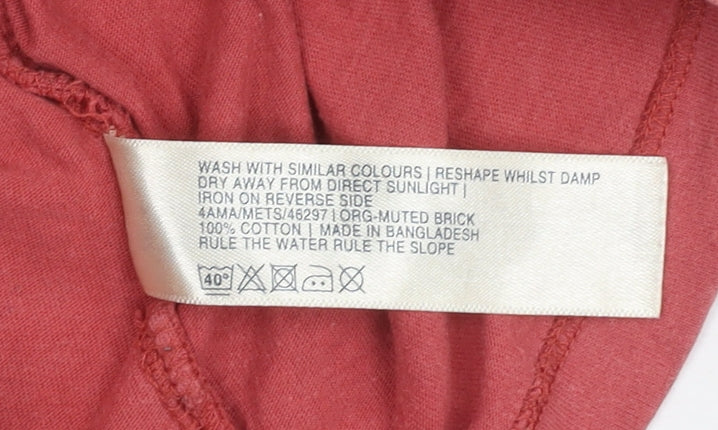 WASH WITH SIMILAR COLOURS | RESHAPE WHILST DAMP
DRY AWAY FROM DIRECT SUNLIGHT |
IRON ON REVERSE SIDE
4AMA/METS/46297 | ORG-MUTED BRICK
100% COTTON | MADE IN BANGLADESH
RULE THE WATER RULE THE SLOPE
40°